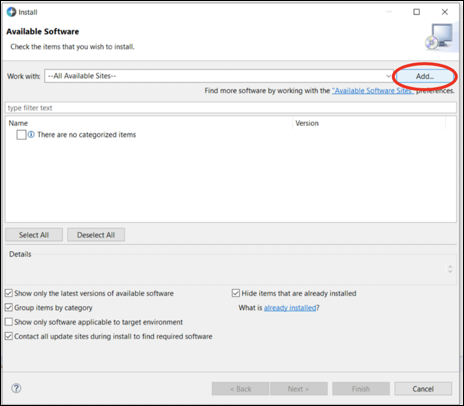 Install
Available Software
Check the items that you wish to install.
Work with: --All Available Sites-- Add...
Find more software by working with the "Available Software Sites" preferences.
type filter text
Name Version
There are no categorized items
Select All Deselect All
Details
Show only the latest versions of available software Hide items that are already installed
Group items by category What is already installed?
Show only software applicable to target environment
Contact all update sites during install to find required software
? < Back Next > Finish Cancel